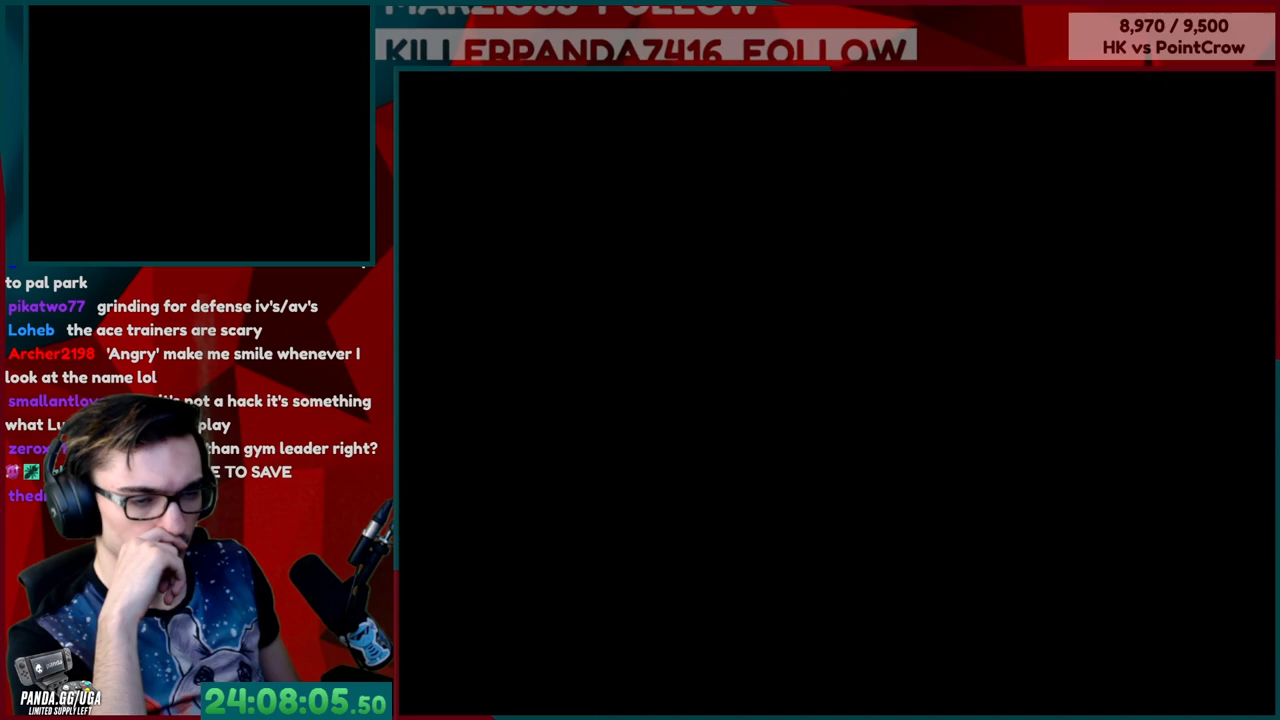 KILLERPANDA7416 FOLLOW
8,970 / 9,500
HK vs PointCrow
to pal park
pikatwo77 grinding for defense iv's/av's
Loheb the ace trainers are scary
Archer2198 'Angry' make me smile whenever I
look at the name lol
not a hack it's something
what play
than gym leader right?
TO SAVE
PANDA.GG/UGA
LIMITED SUPPLY LEFT
24:08:05.50